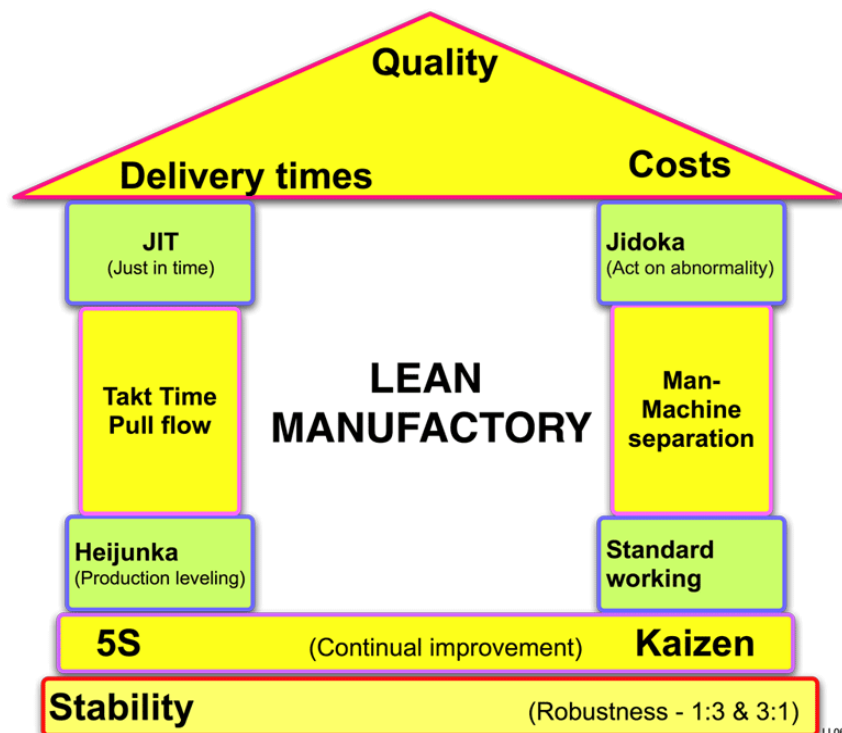 Quality
Delivery times
Costs
JIT
(Just in time)
Jidoka
(Act on abnormality)
Takt Time
Pull flow
LEAN
MANUFACTORY
Man-
Machine
separation
Heijunka
(Production leveling)
Standard
working
5S (Continual improvement) Kaizen
Stability (Robustness - 1:3 & 3:1)